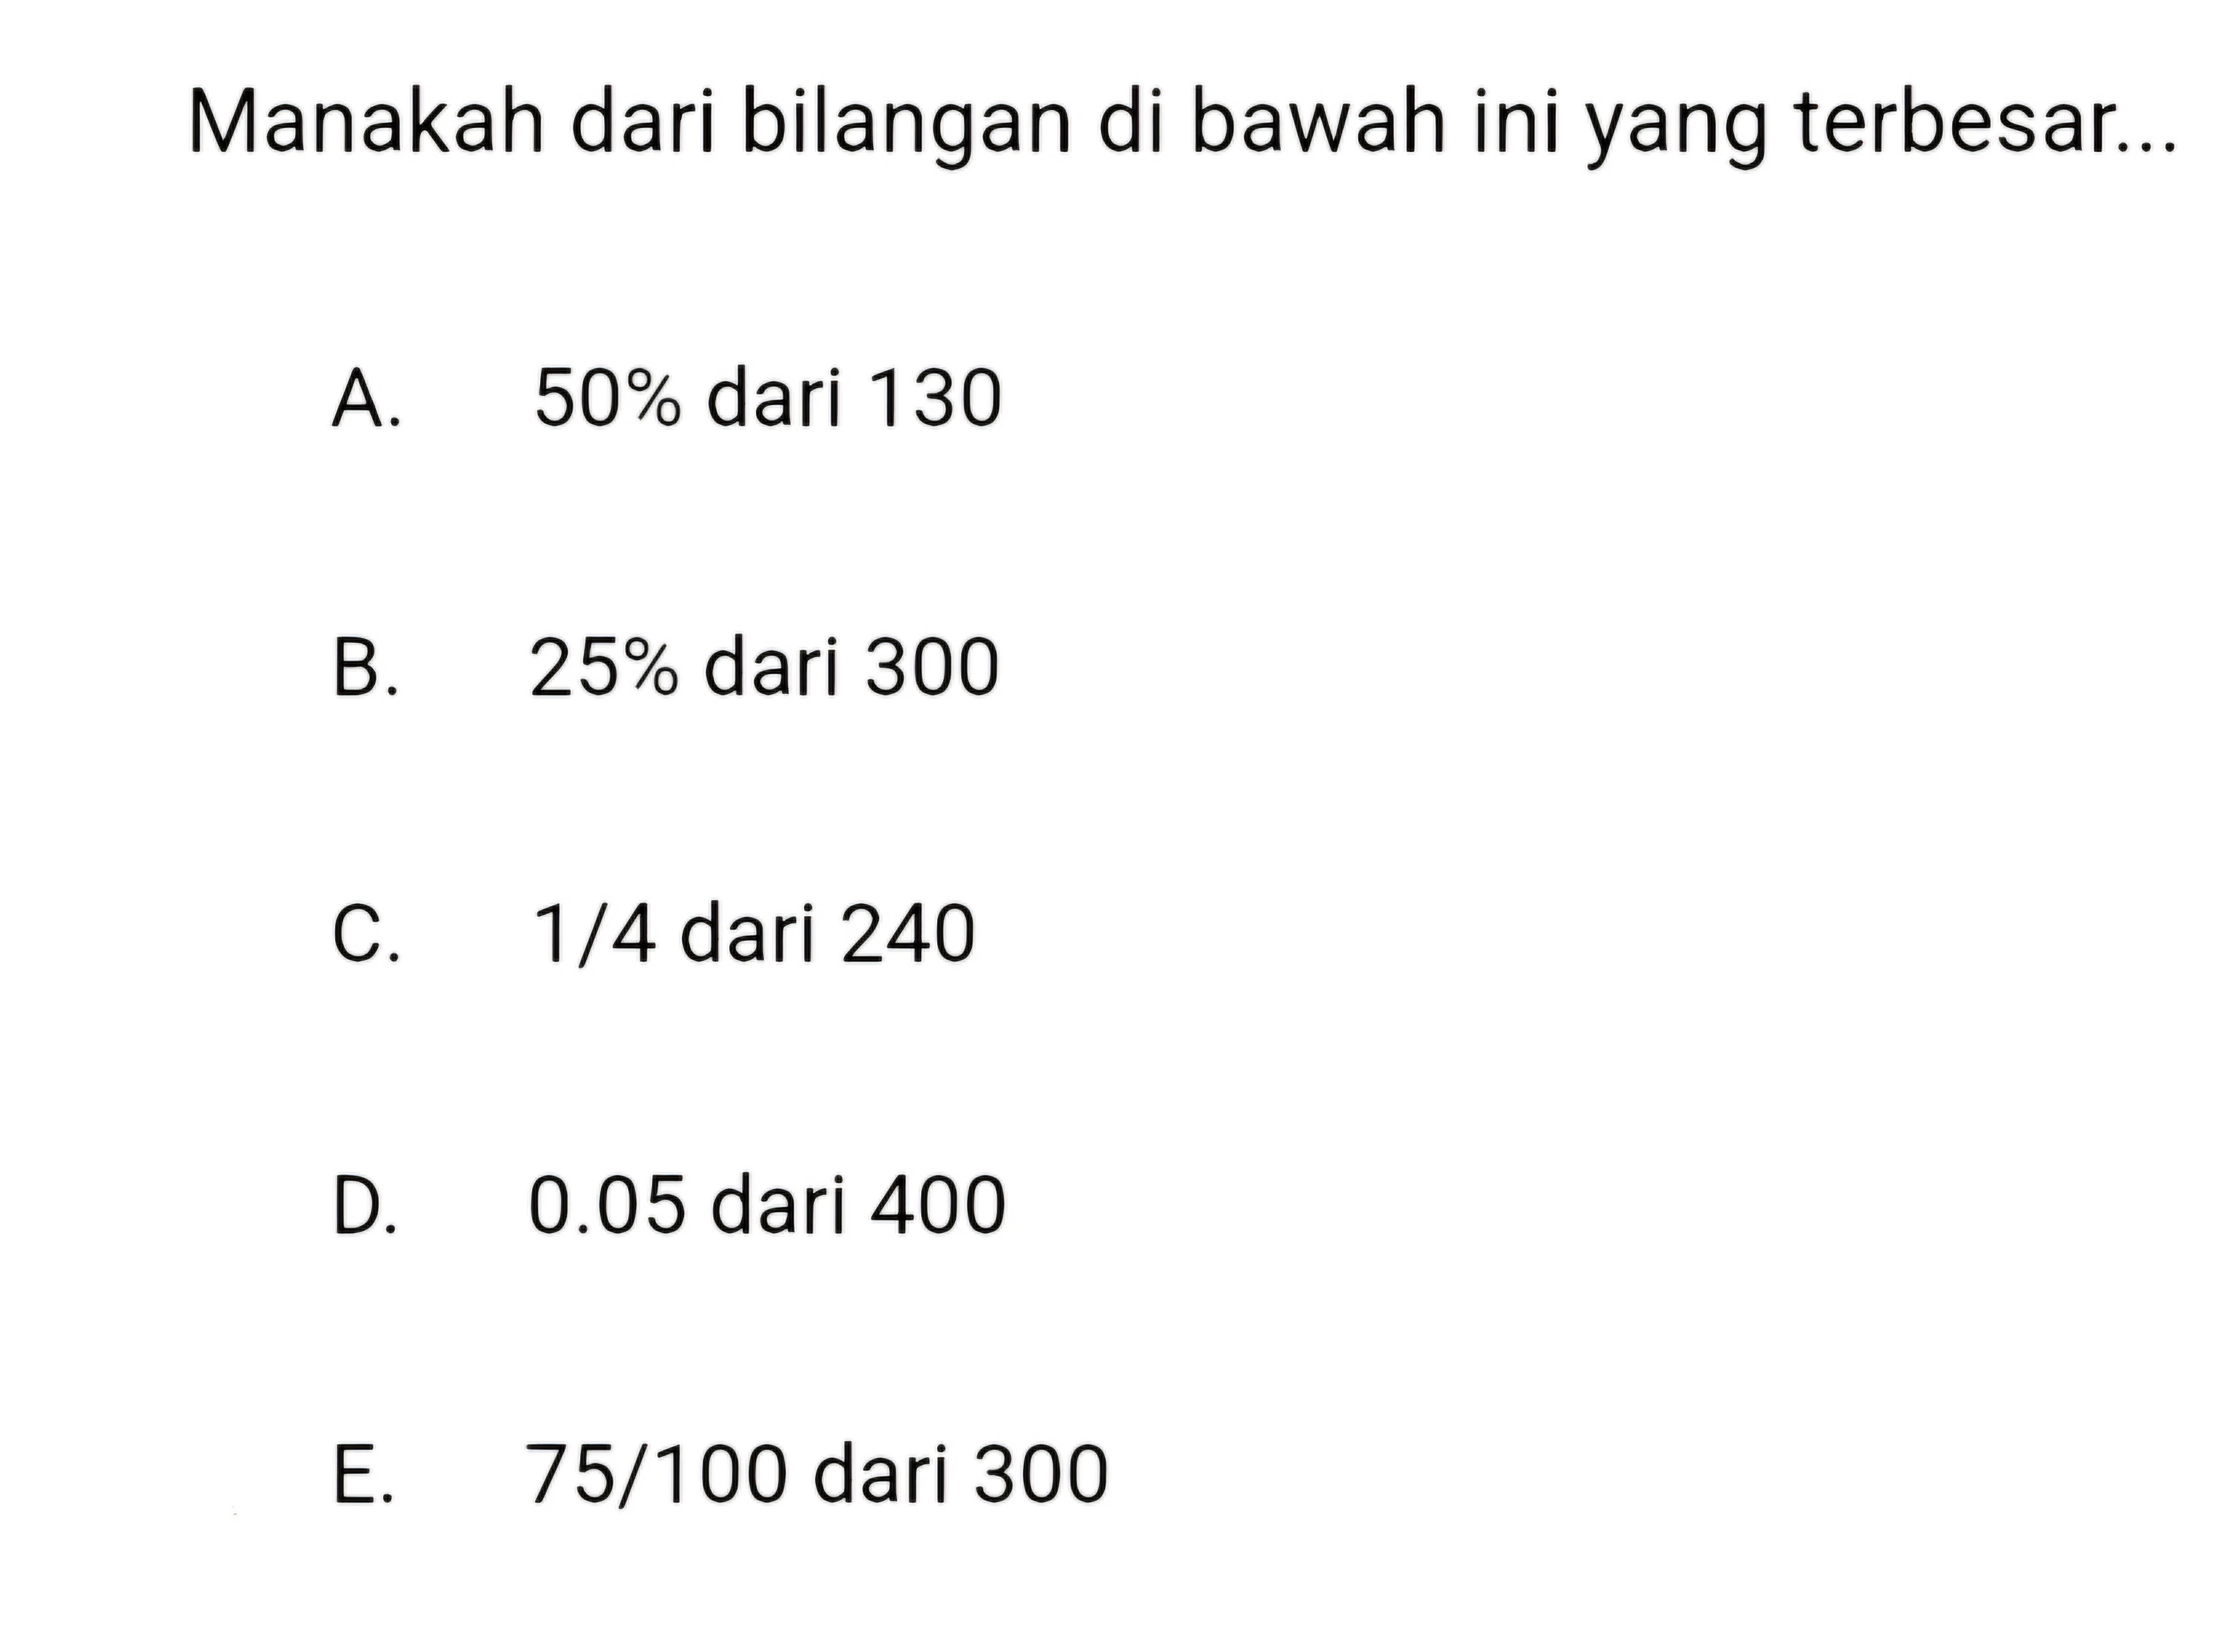 Manakah dari bilangan di bawah ini yang terbesar...
A. 50% dari 130
B. 25% dari 300
C. 1/4 dari 240
D. 0.05 dari 400
E. 75/100 dari 300